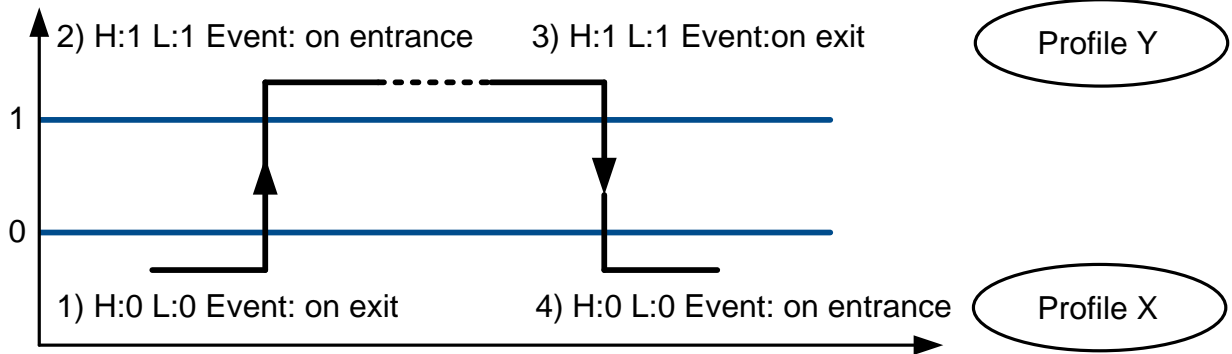 2) H:1 L:1 Event: on entrance
3) H:1 L:1 Event:on exit
Profile Y
1
0
1) H:0 L:0 Event: on exit
4) H:0 L:0 Event: on entrance
Profile X